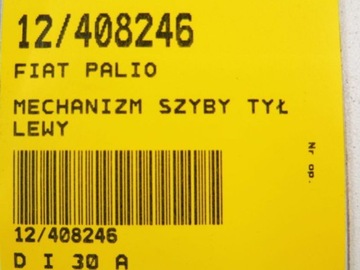 12/408246
FIAT PALIO
MECHANIZM SZYBY TYŁ
LEWY
Nr op.
12/408246
D I 30 A